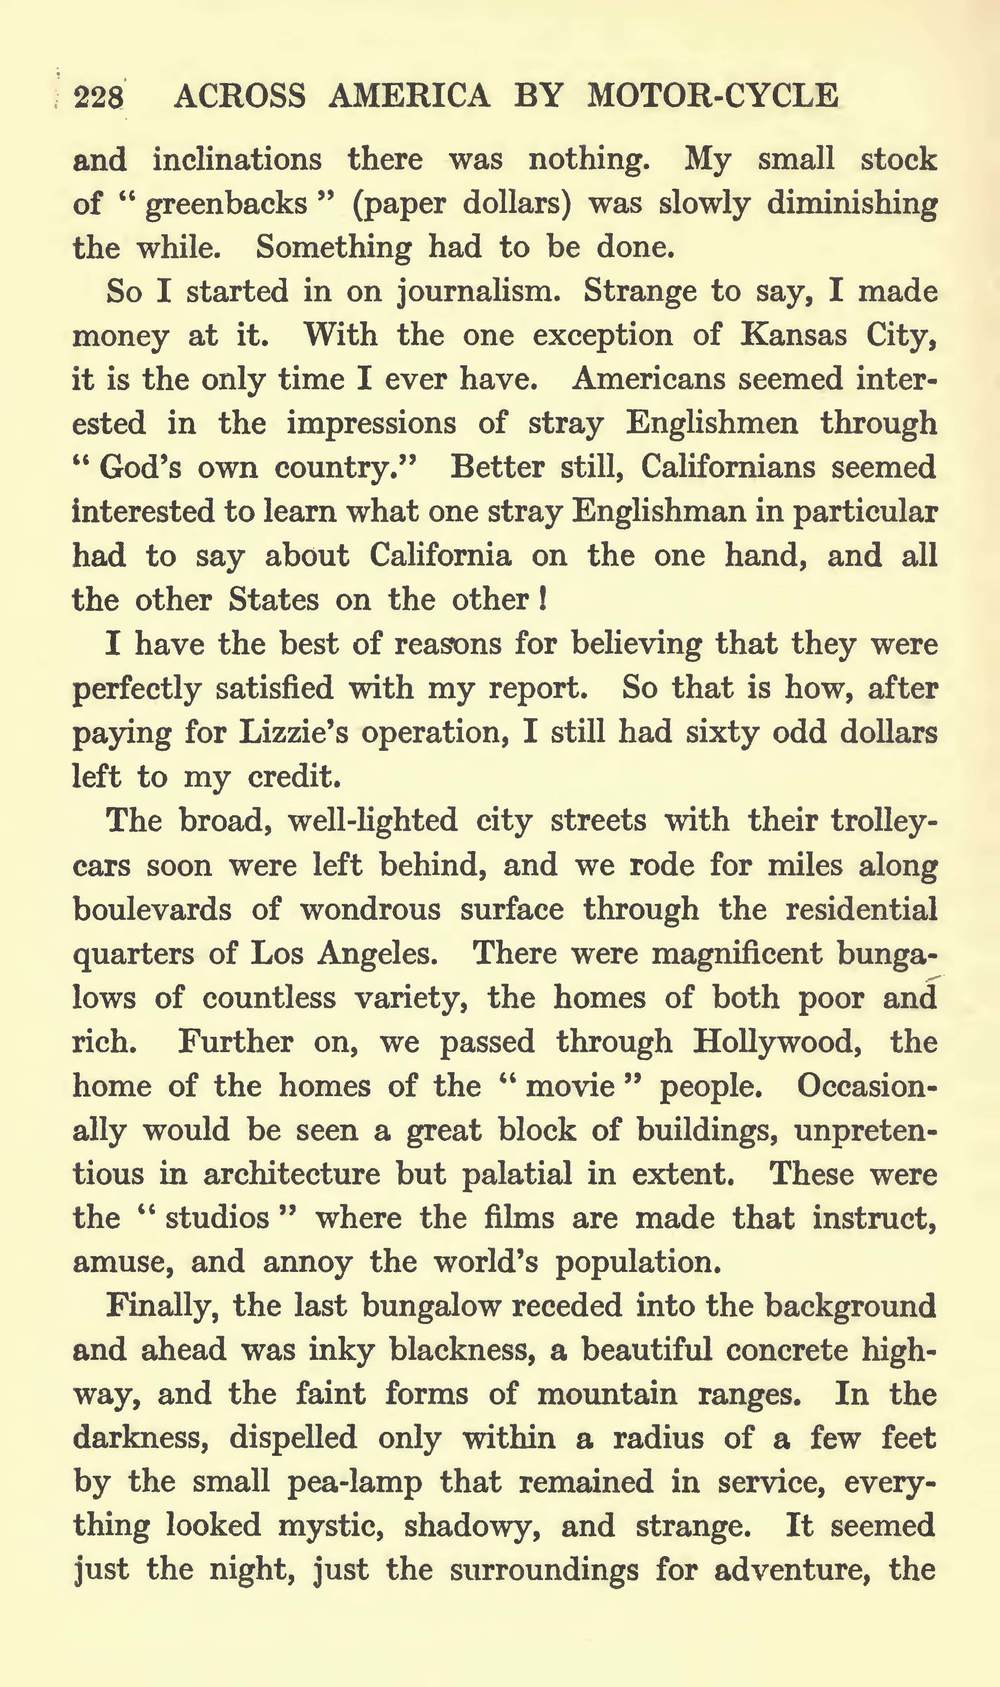 228 ACROSS AMERICA BY MOTOR-CYCLE
and inclinations there was nothing. My small stock
of “ greenbacks ” (paper dollars) was slowly diminishing
the while. Something had to be done.
So I started in on journalism. Strange to say, I made
money at it. With the one exception of Kansas City,
it is the only time I ever have. Americans seemed inter-
ested in the impressions of stray Englishmen through
“ God’s own country.” Better still, Californians seemed
interested to learn what one stray Englishman in particular
had to say about California on the one hand, and all
the other States on the other !
I have the best of reasons for believing that they were
perfectly satisfied with my report. So that is how, after
paying for Lizzie’s operation, I still had sixty odd dollars
left to my credit.
The broad, well-lighted city streets with their trolley-
cars soon were left behind, and we rode for miles along
boulevards of wondrous surface through the residential
quarters of Los Angeles. There were magnificent bunga-
lows of countless variety, the homes of both poor and
rich. Further on, we passed through Hollywood, the
home of the homes of the “ movie ” people. Occasion-
ally would be seen a great block of buildings, unpreten-
tious in architecture but palatial in extent. These were
the “ studios ” where the films are made that instruct,
amuse, and annoy the world’s population.
Finally, the last bungalow receded into the background
and ahead was inky blackness, a beautiful concrete high-
way, and the faint forms of mountain ranges. In the
darkness, dispelled only within a radius of a few feet
by the small pea-lamp that remained in service, every-
thing looked mystic, shadowy, and strange. It seemed
just the night, just the surroundings for adventure, the